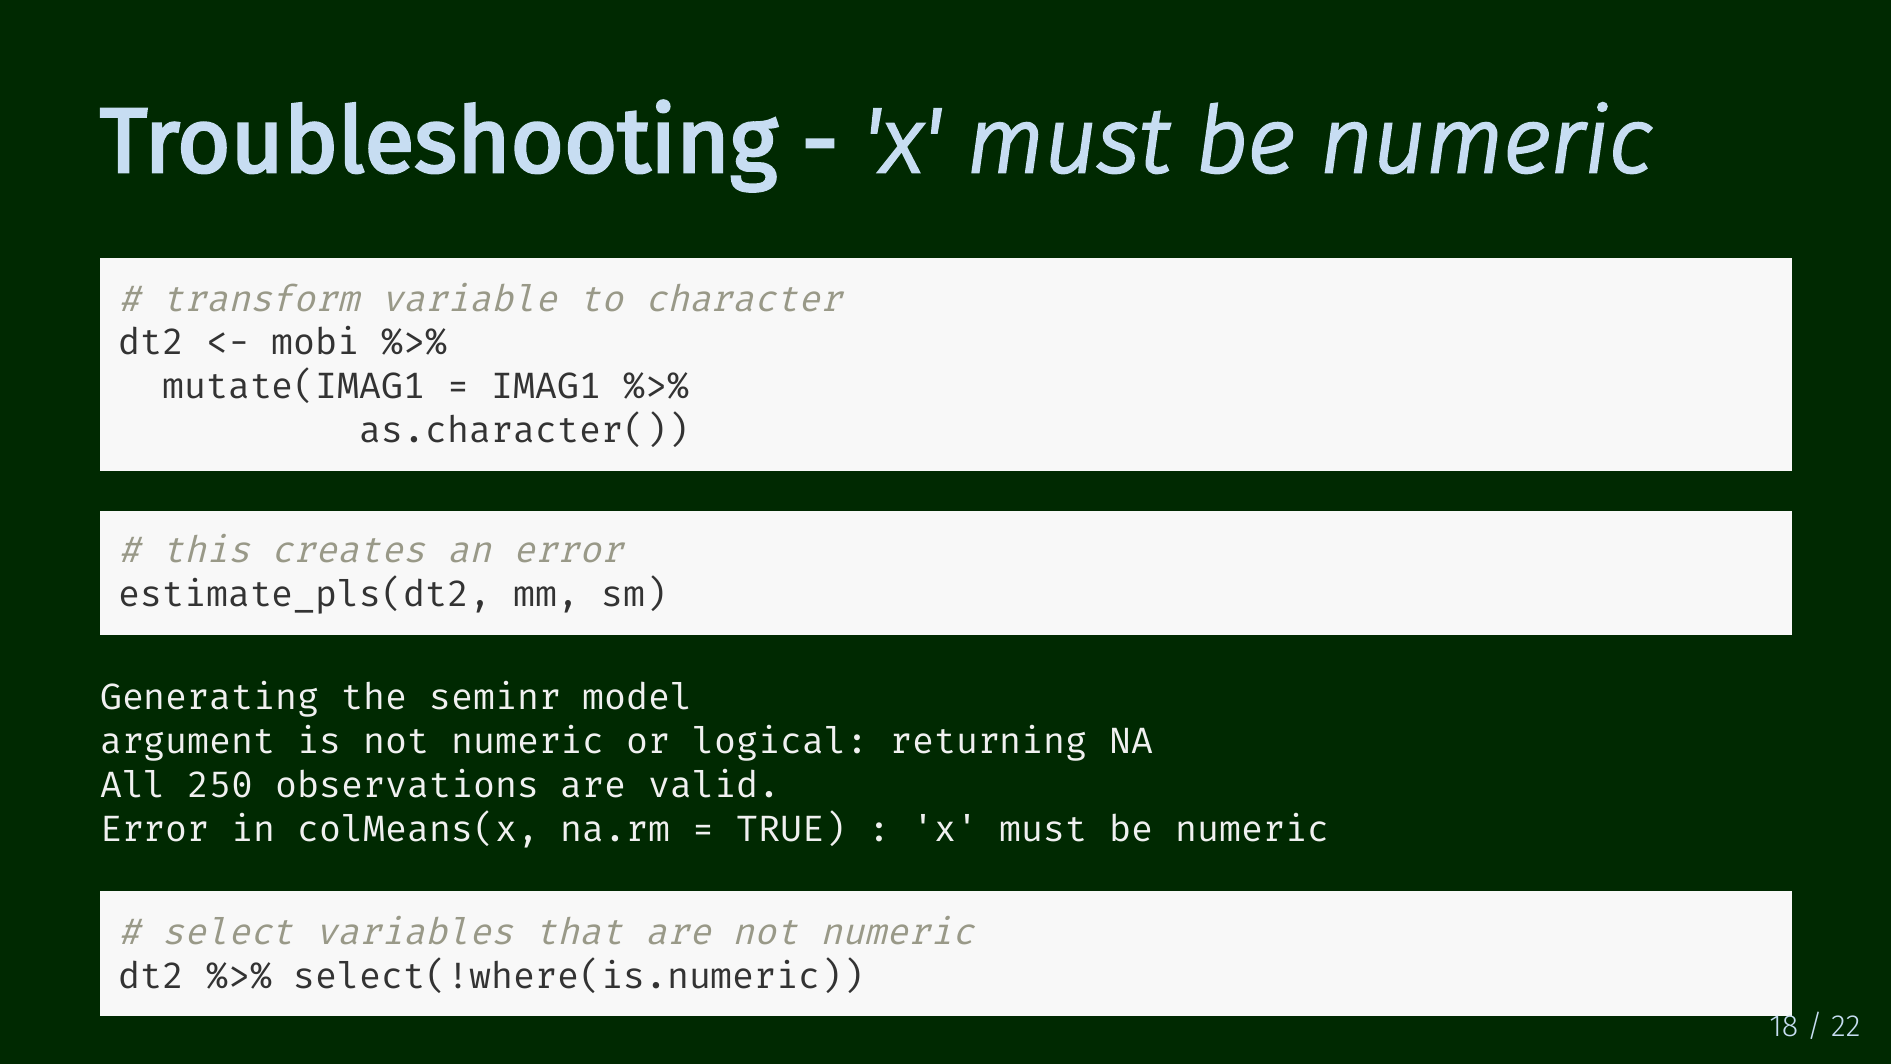 Troubleshooting - 'x' must be numeric
# transform variable to character
dt2 <- mobi %>%
  mutate(IMAG1 = IMAG1 %>%
           as.character())
# this creates an error
estimate_pls(dt2, mm, sm)
Generating the seminr model
argument is not numeric or logical: returning NA
All 250 observations are valid.
Error in colMeans(x, na.rm = TRUE) : 'x' must be numeric
# select variables that are not numeric
dt2 %>% select(!where(is.numeric))
18 / 22